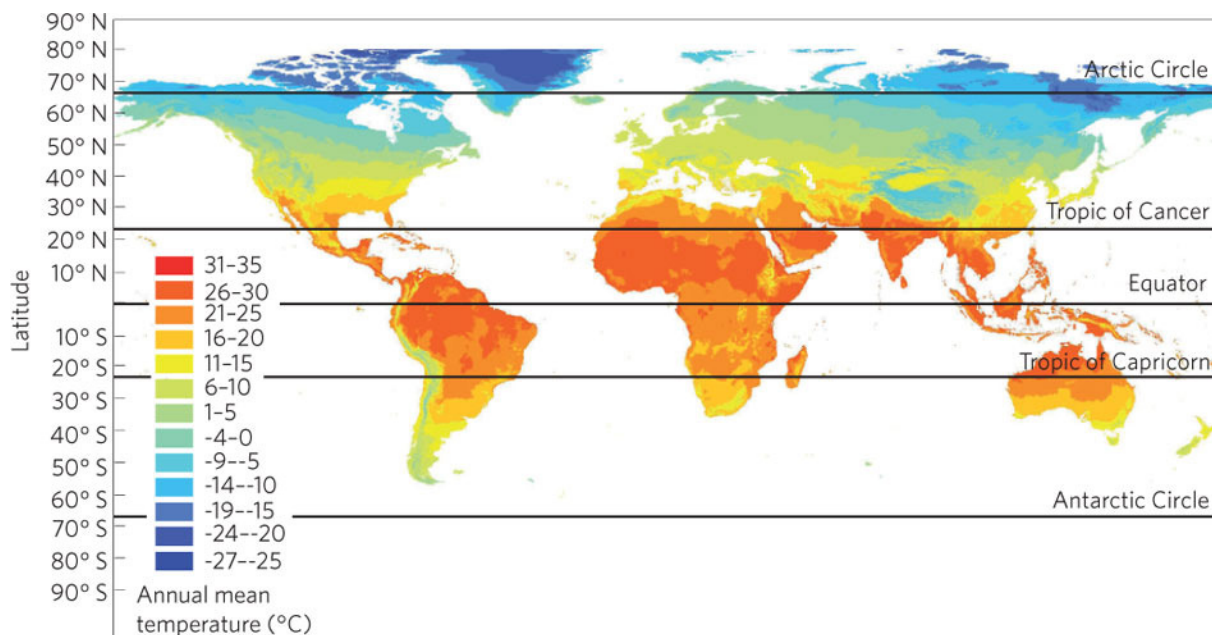 90° N
80° N
70° N
60° N
50° N
40° N
30° N
20° N
10° N
10° S
20° S
30° S
40° S
50° S
60° S
70° S
80° S
90° S
Latitude
Arctic Circle
Tropic of Cancer
Equator
Tropic of Capricorn
Antarctic Circle
31–35
26–30
21–25
16–20
11–15
6–10
1–5
-4–0
-9–-5
-14–-10
-19–-15
-24–-20
-27–-25
Annual mean
temperature (°C)